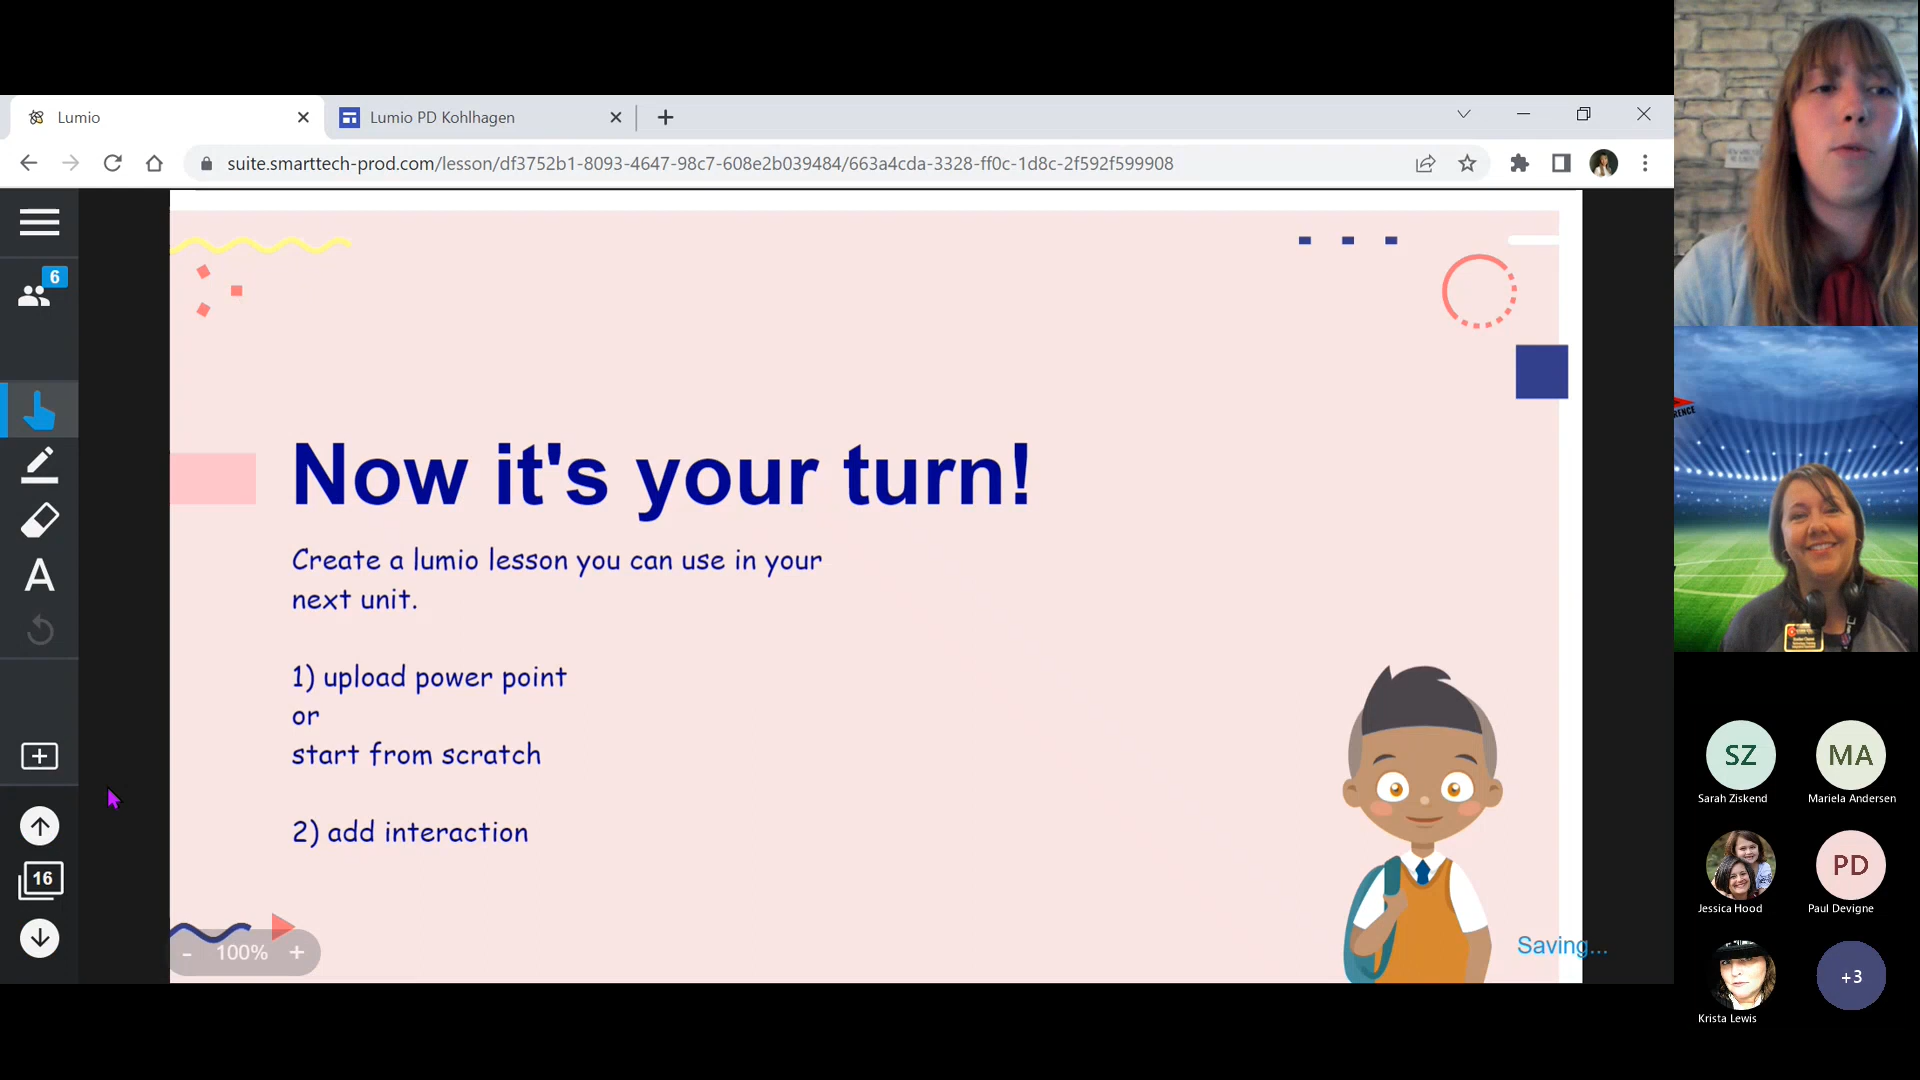 Lumio
Lumio PD Kohlhagen
suite.smarttech-prod.com/lesson/df3752b1-8093-4647-98c7-608e2b039484/663a4cda-3328-ff0c-1d8c-2f592f599908
6
Now it's your turn!
Create a lumio lesson you can use in your
next unit.
1) upload power point
or
start from scratch
2) add interaction
A
16
- 100% +
Saving...
SZ
MA
Sarah Ziskend
Mariela Andersen
PD
Jessica Hood
Paul Devigne
+3
Krista Lewis